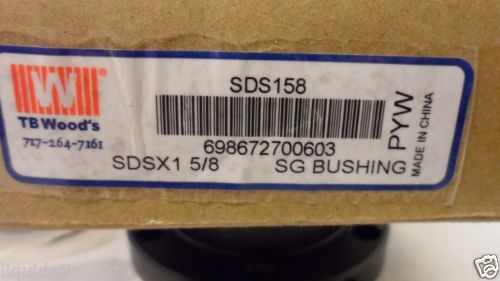 TB Wood's
717-264-7161
SDS158
698672700603
SDSX1 5/8 SG BUSHING
PYW
MADE IN CHINA